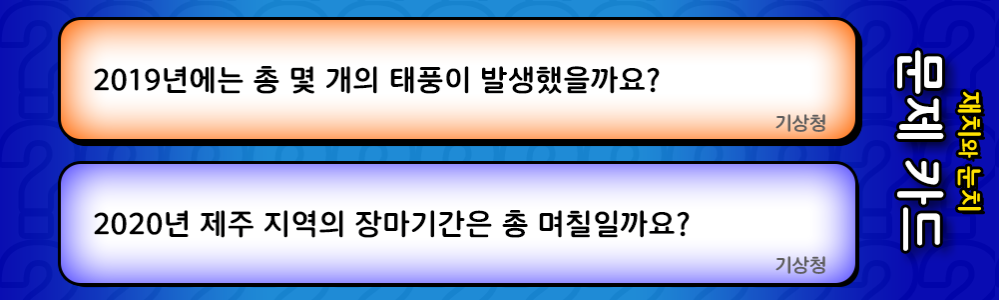 2019년에는 총 몇 개의 태풍이 발생했을까요?
기상청
2020년 제주 지역의 장마기간은 총 며칠일까요?
기상청
재치와 눈치
문제 카드